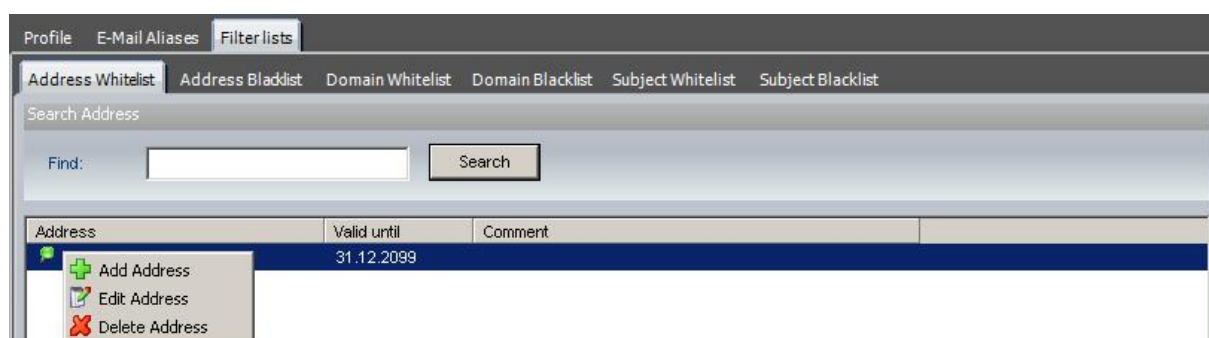 Profile E-Mail Aliases Filter lists
Address Whitelist Address Blacklist Domain Whitelist Domain Blacklist Subject Whitelist Subject Blacklist
Search Address
Find: Search
Address Valid until Comment
31.12.2099
Add Address
Edit Address
Delete Address